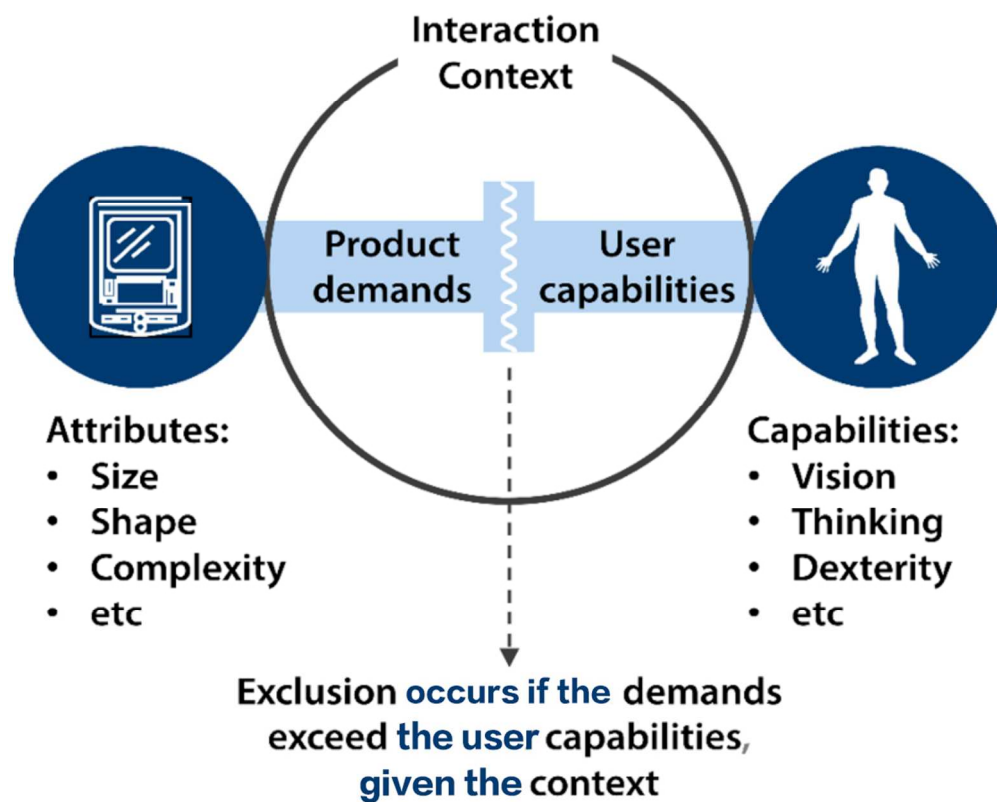 Interaction
Context
Product
demands
User
capabilities
Attributes:
• Size
• Shape
• Complexity
• etc
Capabilities:
• Vision
• Thinking
• Dexterity
• etc
Exclusion occurs if the demands
exceed the user capabilities,
given the context